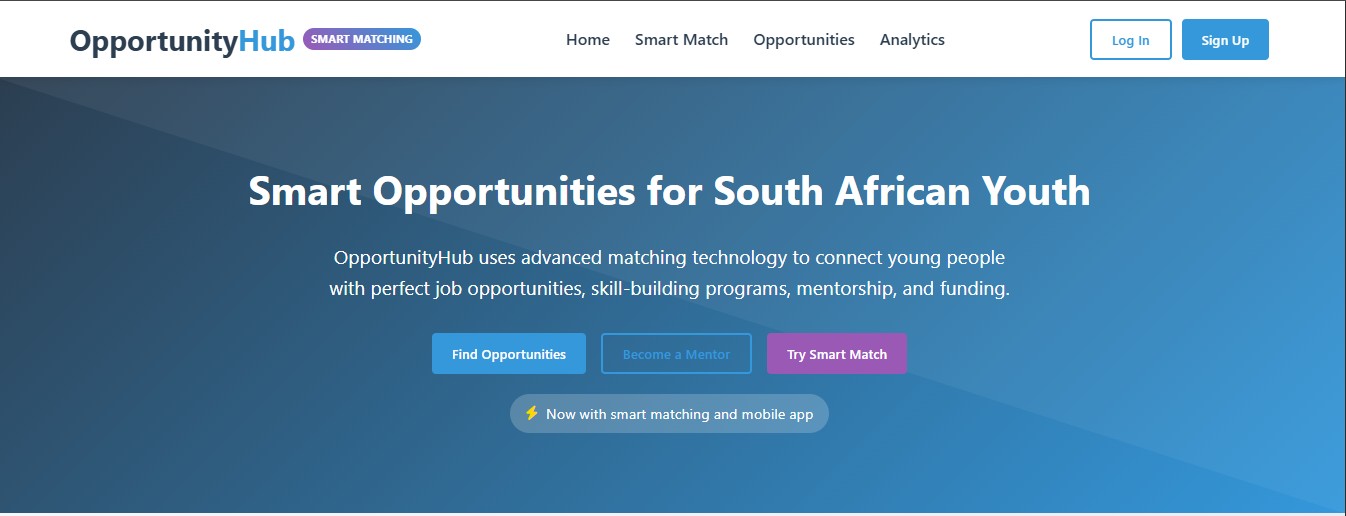 OpportunityHub SMART MATCHING Home Smart Match Opportunities Analytics Log In Sign Up
Smart Opportunities for South African Youth
OpportunityHub uses advanced matching technology to connect young people
with perfect job opportunities, skill-building programs, mentorship, and funding.
Find Opportunities Become a Mentor Try Smart Match
Now with smart matching and mobile app